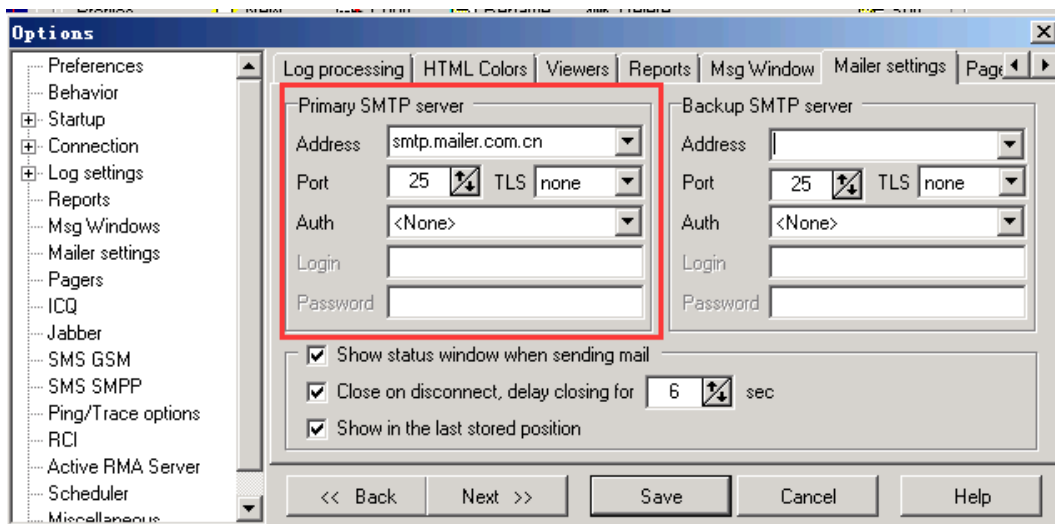 Options
Preferences
Behavior
Startup
Connection
Log settings
Reports
Msg Windows
Mailer settings
Pagers
ICQ
Jabber
SMS GSM
SMS SMPP
Ping/Trace options
RCI
Active RMA Server
Scheduler
Miscellaneous
Log processing HTML Colors Viewers Reports Msg Window Mailer settings Page
Primary SMTP server
Address smtp.mailer.com.cn
Port 25 TLS none
Auth <None>
Login
Password
Backup SMTP server
Address
Port 25 TLS none
Auth <None>
Login
Password
Show status window when sending mail
Close on disconnect, delay closing for 6 sec
Show in the last stored position
<< Back Next >> Save Cancel Help